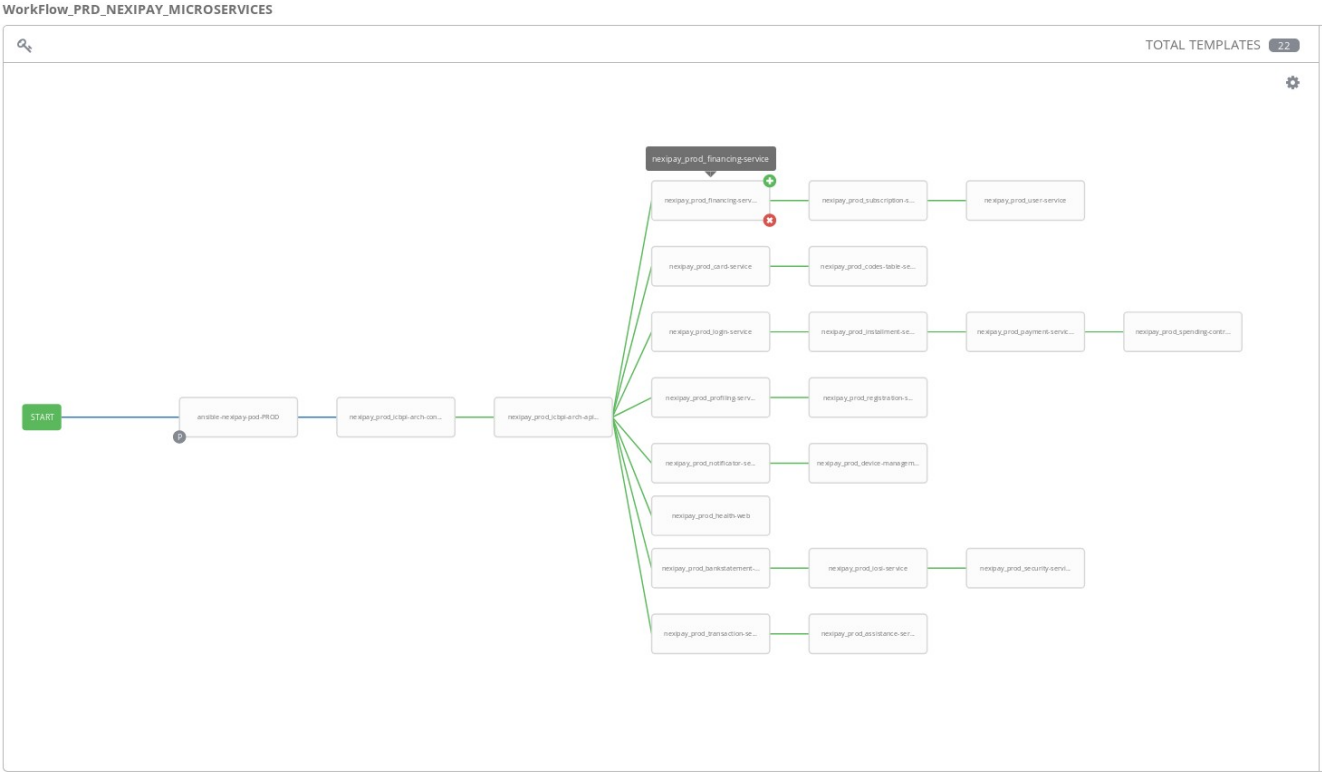 WorkFlow_PRD_NEXIPAY_MICROSERVICES
TOTAL TEMPLATES 22
nexipay_prod_financing-service
nexipay_prod_financing-serv...
nexipay_prod_subscription-s...
nexipay_prod_user-service
nexipay_prod_card-service
nexipay_prod_codes-table-se...
nexipay_prod_login-service
nexipay_prod_installment-se...
nexipay_prod_payment-servic...
nexipay_prod_spending-contr...
nexipay_prod_profiling-serv...
nexipay_prod_registration-s...
START
ansible-nexipay-pod-PROD
P
nexipay_prod_icbpi-arch-con...
nexipay_prod_icbpi-arch-api...
nexipay_prod_notificator-se...
nexipay_prod_device-managem...
nexipay_prod_health-web
nexipay_prod_bankstatement-...
nexipay_prod_iosi-service
nexipay_prod_security-servi...
nexipay_prod_transaction-se...
nexipay_prod_assistance-ser...